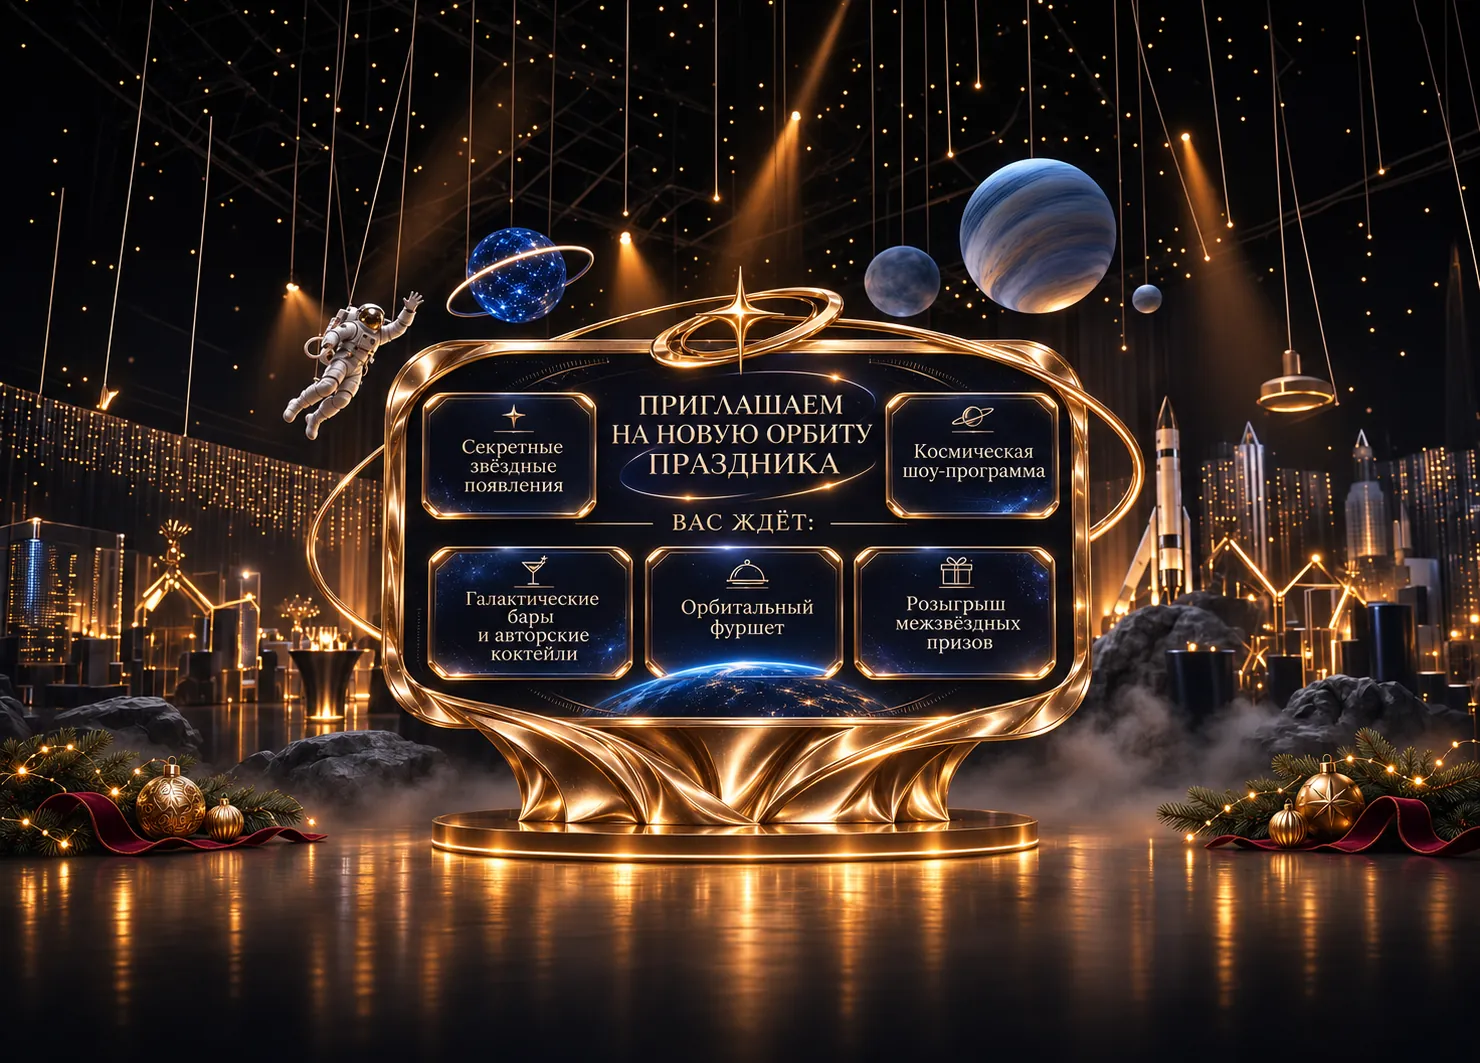 ПРИГЛАШАЕМ
НА НОВУЮ ОРБИТУ
ПРАЗДНИКА
ВАС ЖДЁТ:
Секретные
звёздные
появления
Космическая
шоу-программа
Галактические
бары
и авторские
коктейли
Орбитальный
фуршет
Розыгрыш
межзвёздных
призов